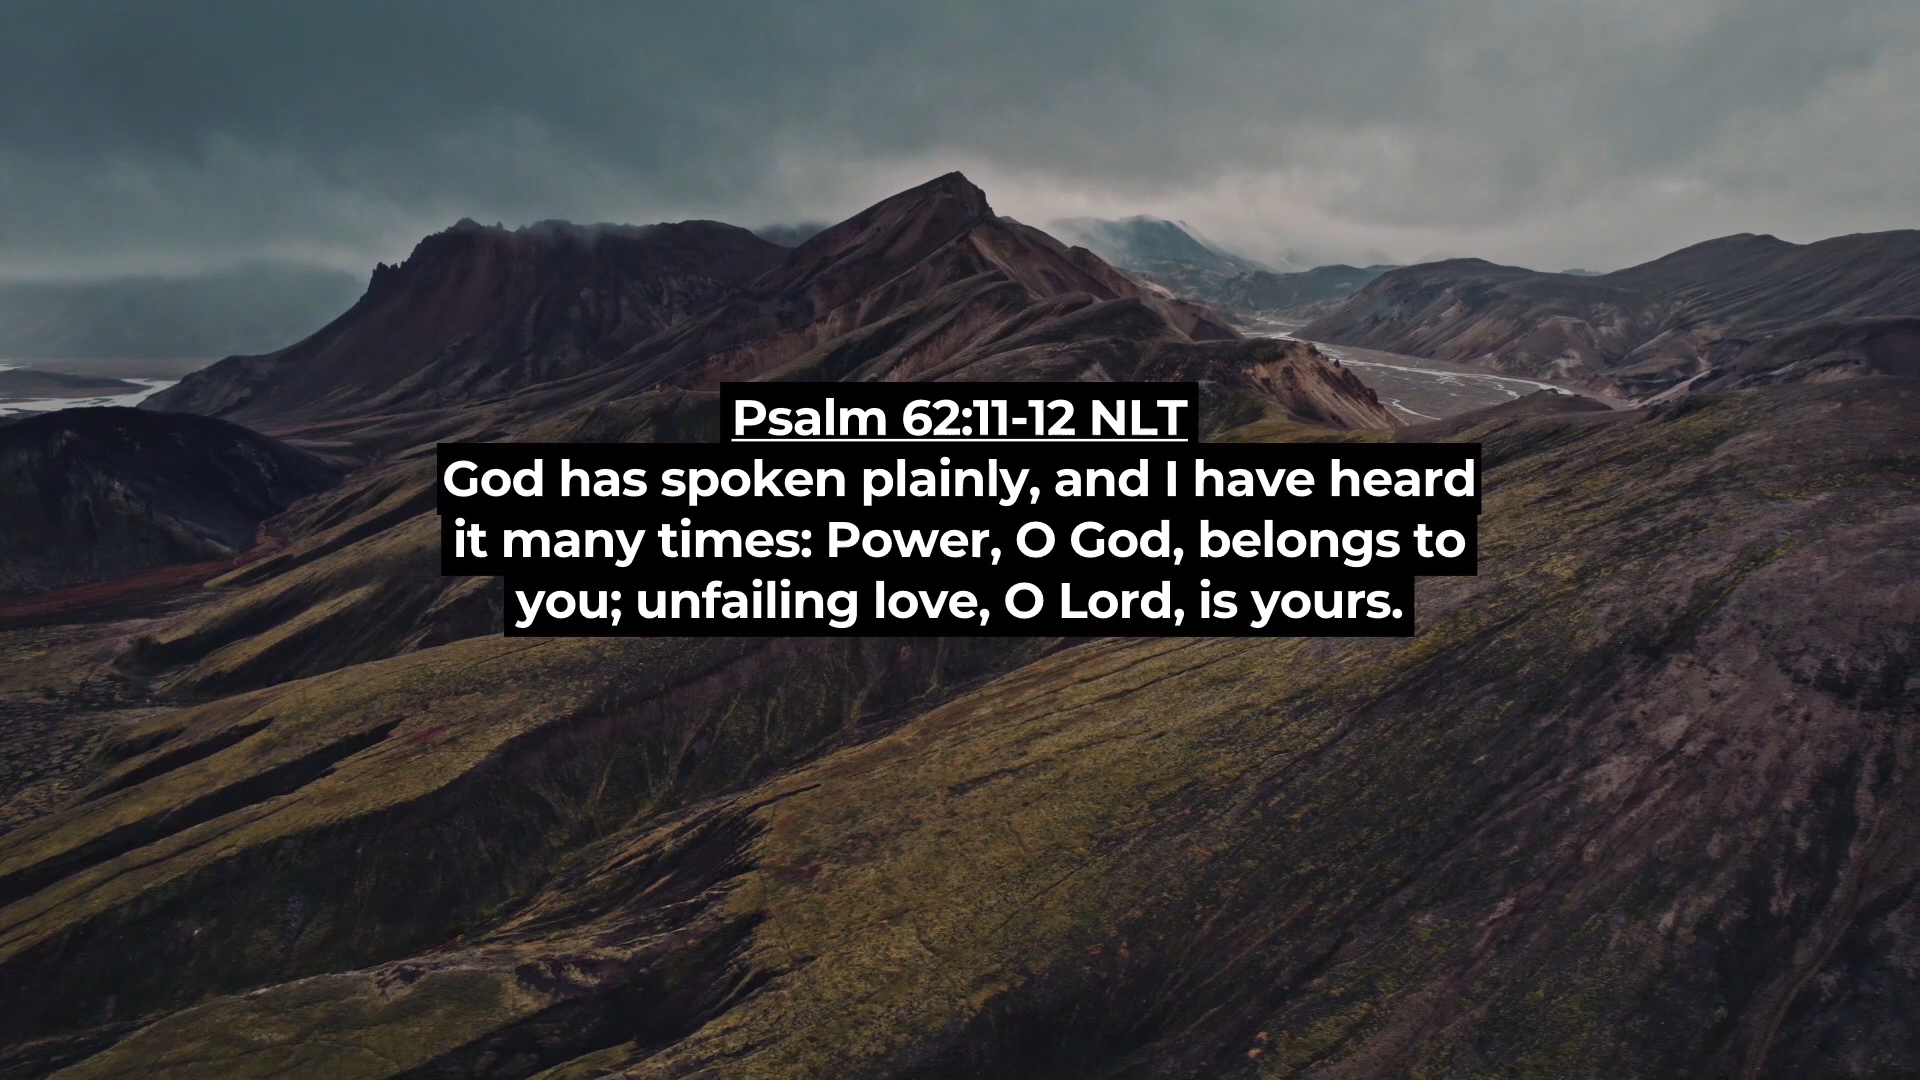 Psalm 62:11-12 NLT
God has spoken plainly, and I have heard
it many times: Power, O God, belongs to
you; unfailing love, O Lord, is yours.